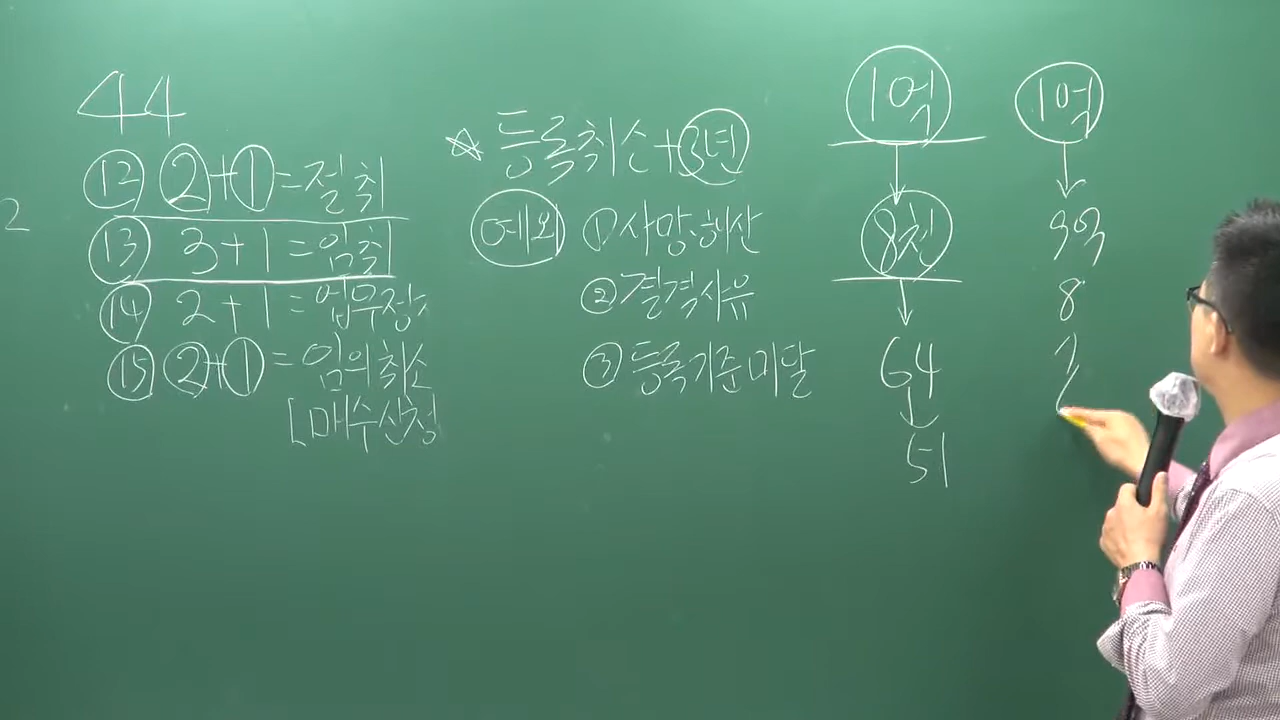 44
2
⑫ ②+① = 절취
⑬ 3+1 = 임취
⑭ 2+1 = 업무정지
⑮ ②+① = 임의취소
[매수신청
☆ 등록취소+③년
예외 ①사망·해산
②결격사유
③등록기준미달
1억
8천
64
51
1억
9억
8
7